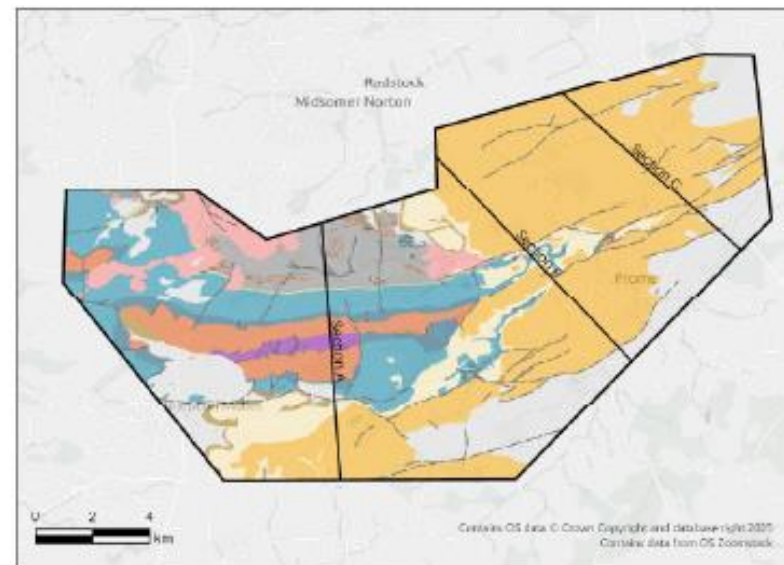 Radstock
Midsomer Norton
Section C
Section B
Frome
Section A
0 2 4
km
Contains OS data © Crown Copyright and database right 2025
Contains data from OS Zoomstack